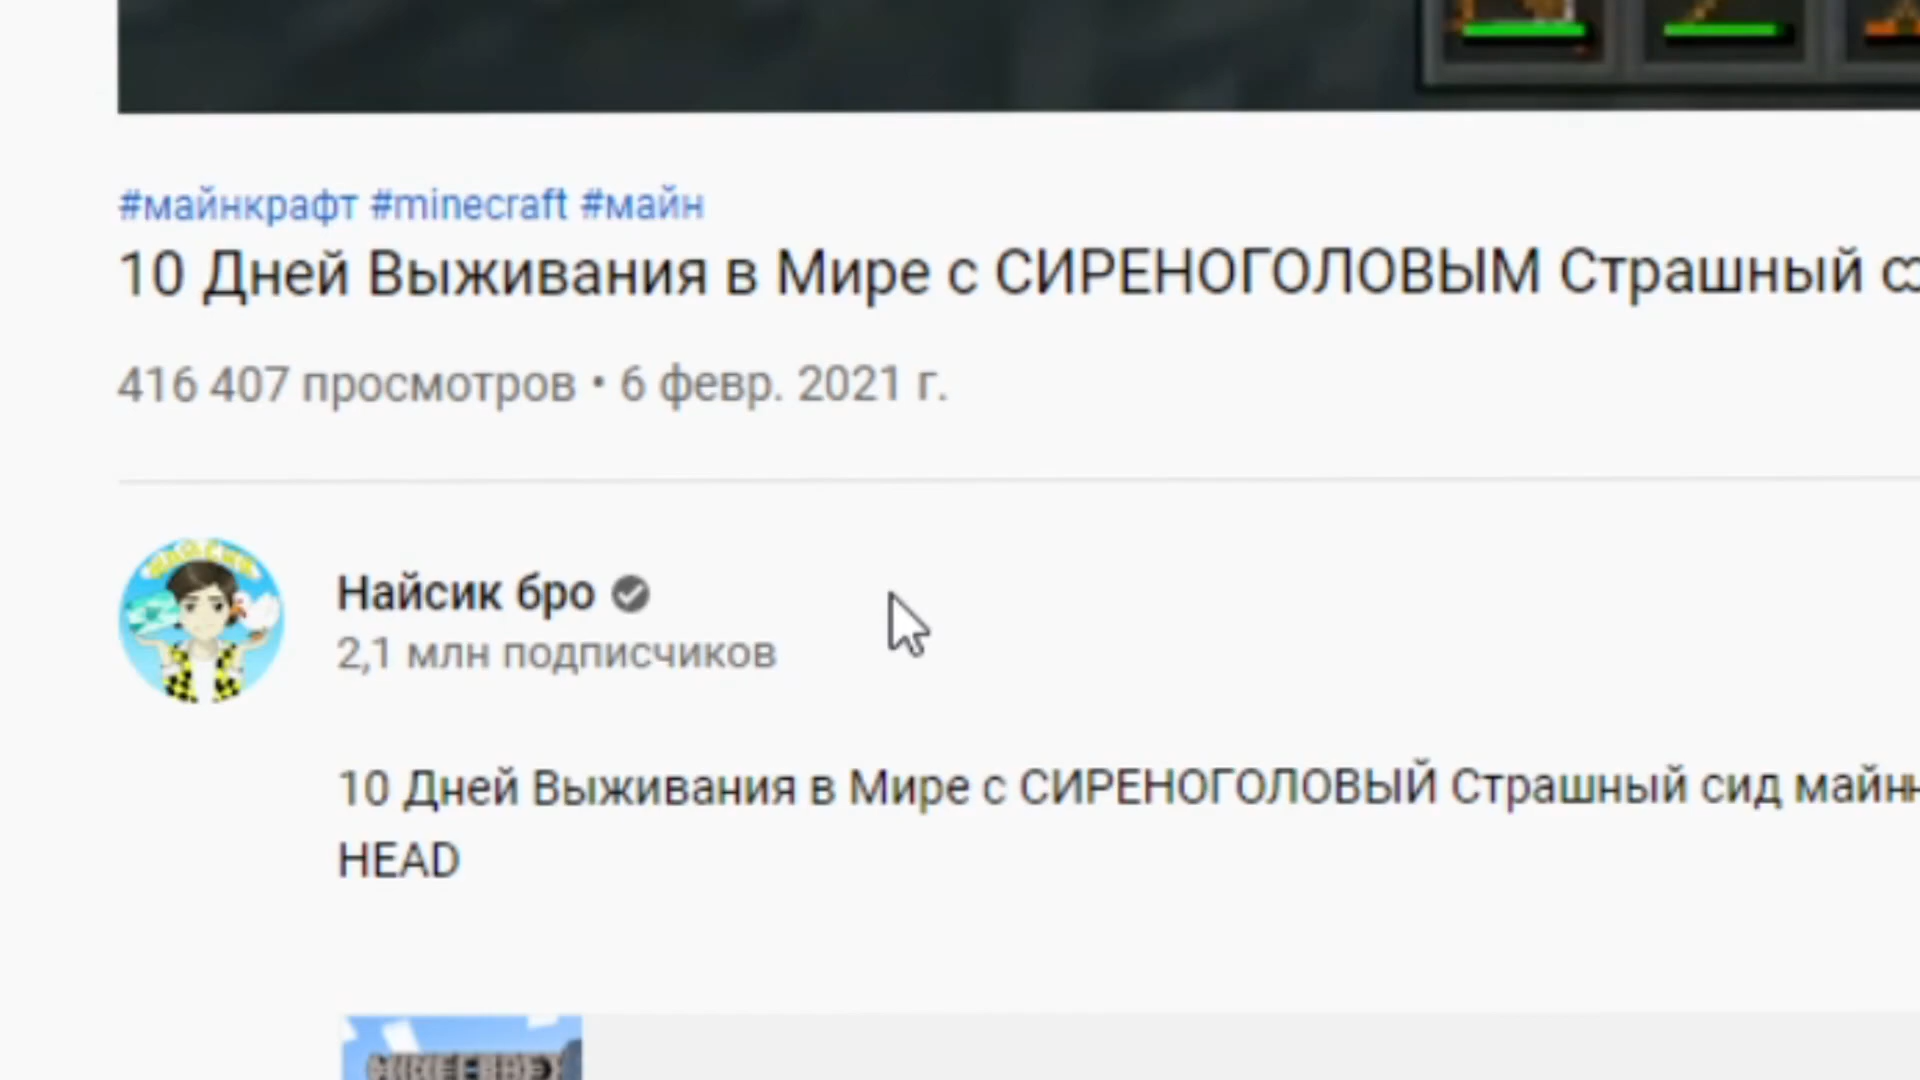 #майнкрафт #minecraft #майн
10 Дней Выживания в Мире с СИРЕНОГОЛОВЫМ Страшный
416 407 просмотров • 6 февр. 2021 г.
Найсик бро
2,1 млн подписчиков
10 Дней Выживания в Мире с СИРЕНОГОЛОВЫЙ Страшный сид
HEAD